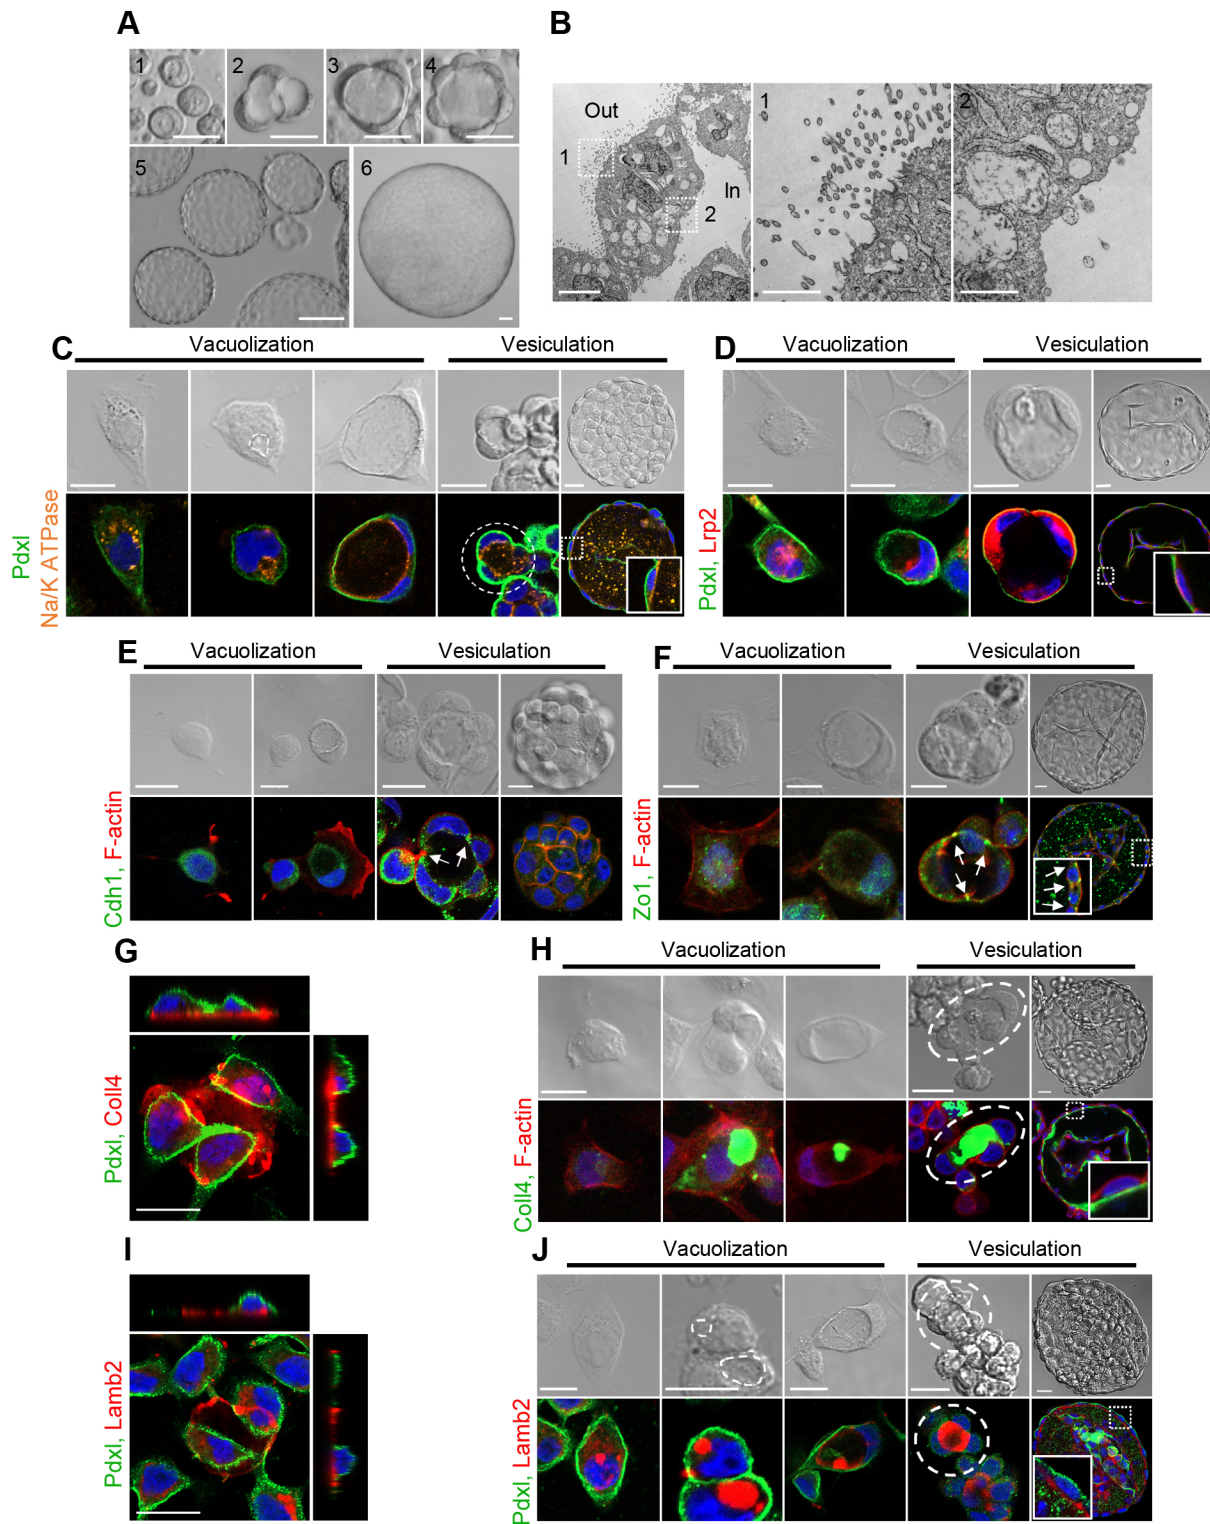 A
1
2
3
4
5
6
B
Out
1
In
2
1
2
C
Vacuolization
Vesiculation
Pdxl
Na/K ATPase
D
Vacuolization
Vesiculation
Pdxl, Lrp2
E
Vacuolization
Vesiculation
Cdh1, F-actin
F
Vacuolization
Vesiculation
Zo1, F-actin
G
Pdxl, Coll4
H
Vacuolization
Vesiculation
Coll4, F-actin
I
Pdxl, Lamb2
J
Vacuolization
Vesiculation
Pdxl, Lamb2